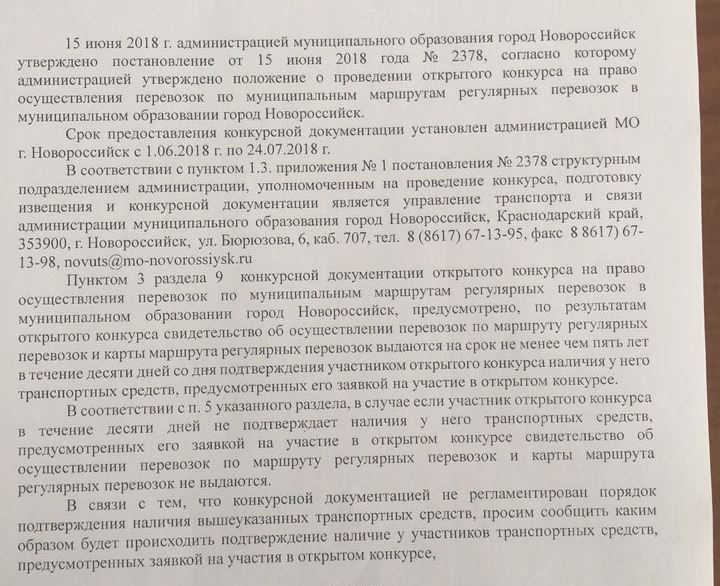 15 июня 2018 г. администрацией муниципального образования город Новороссийск
утверждено постановление от 15 июня 2018 года № 2378, согласно которому
администрацией утверждено положение о проведении открытого конкурса на право
осуществления перевозок по муниципальным маршрутам регулярных перевозок в
муниципальном образовании город Новороссийск.
Срок предоставления конкурсной документации установлен администрацией МО
г. Новороссийск с 1.06.2018 г. по 24.07.2018 г.
В соответствии с пунктом 1.3. приложения № 1 постановления № 2378 структурным
подразделением администрации, уполномоченным на проведение конкурса, подготовку
извещения и конкурсной документации является управление транспорта и связи
администрации муниципального образования город Новороссийск, Краснодарский край,
353900, г. Новороссийск, ул. Бюрюзова, 6, каб. 707, тел. 8 (8617) 67-13-95, факс 8 8617) 67-
13-98, novuts@mo-novorossiysk.ru
Пунктом 3 раздела 9 конкурсной документации открытого конкурса на право
осуществления перевозок по муниципальным маршрутам регулярных перевозок в
муниципальном образовании город Новороссийск, предусмотрено, по результатам
открытого конкурса свидетельство об осуществлении перевозок по маршруту регулярных
перевозок и карты маршрута регулярных перевозок выдаются на срок не менее чем пять лет
в течение десяти дней со дня подтверждения участником открытого конкурса наличия у него
транспортных средств, предусмотренных его заявкой на участие в открытом конкурсе.
В соответствии с п. 5 указанного раздела, в случае если участник открытого конкурса
в течение десяти дней не подтверждает наличия у него транспортных средств,
предусмотренных его заявкой на участие в открытом конкурсе свидетельство об
осуществлении перевозок по маршруту регулярных перевозок и карты маршрута
регулярных перевозок не выдаются.
В связи с тем, что конкурсной документацией не регламентирован порядок
подтверждения наличия вышеуказанных транспортных средств, просим сообщить каким
образом будет происходить подтверждение наличие у участников транспортных средств,
предусмотренных заявкой на участия в открытом конкурсе,